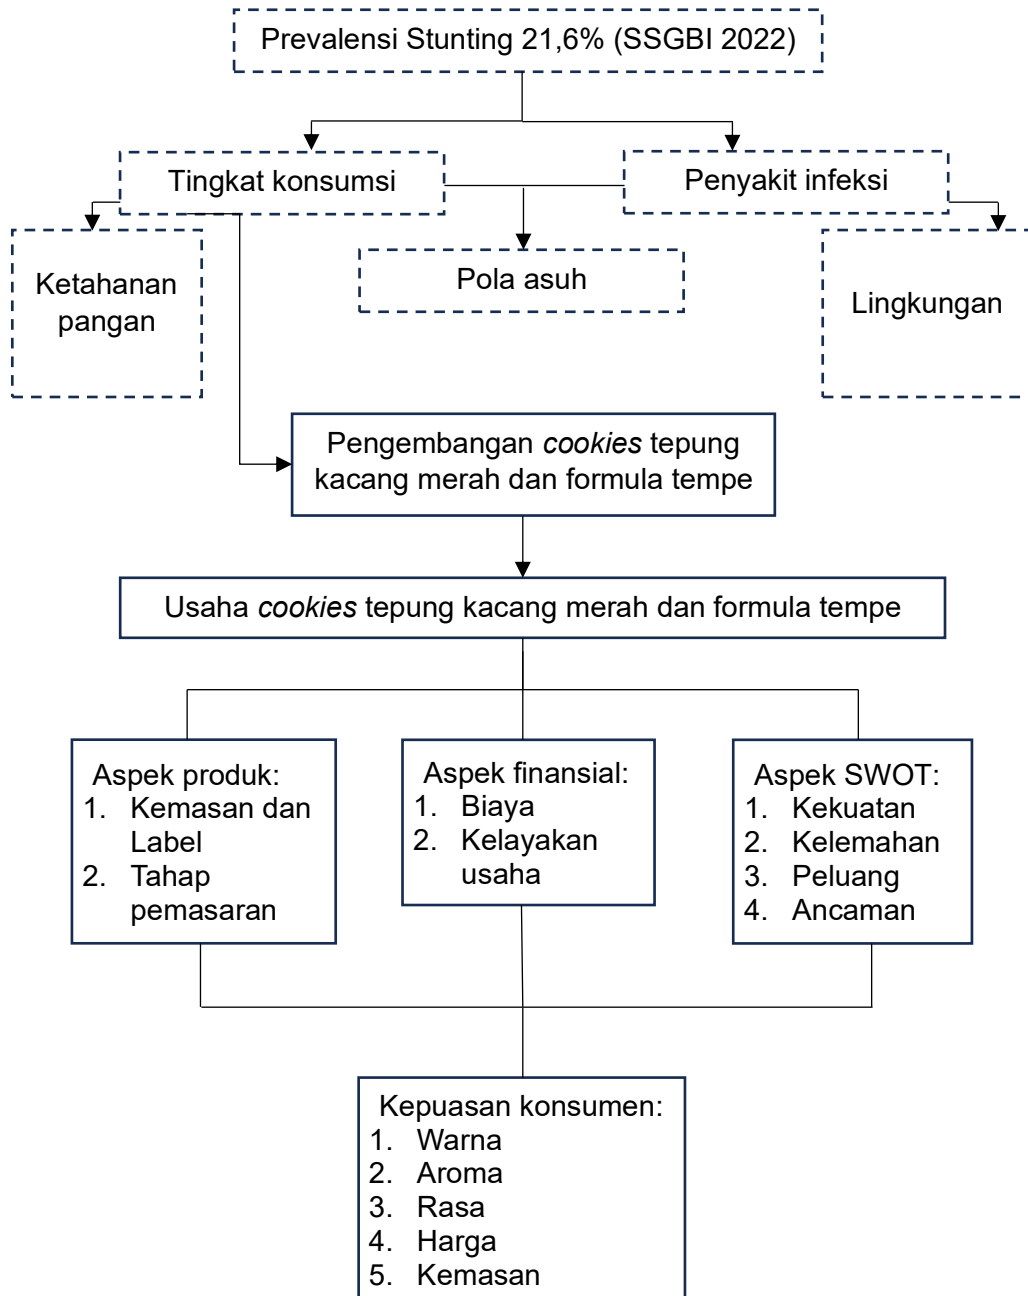 Prevalensi Stunting 21,6% (SSGBI 2022)
Tingkat konsumsi
Penyakit infeksi
Ketahanan
pangan
Pola asuh
Lingkungan
Pengembangan cookies tepung
kacang merah dan formula tempe
Usaha cookies tepung kacang merah dan formula tempe
Aspek produk:
1. Kemasan dan
Label
2. Tahap
pemasaran
Aspek finansial:
1. Biaya
2. Kelayakan
usaha
Aspek SWOT:
1. Kekuatan
2. Kelemahan
3. Peluang
4. Ancaman
Kepuasan konsumen:
1. Warna
2. Aroma
3. Rasa
4. Harga
5. Kemasan